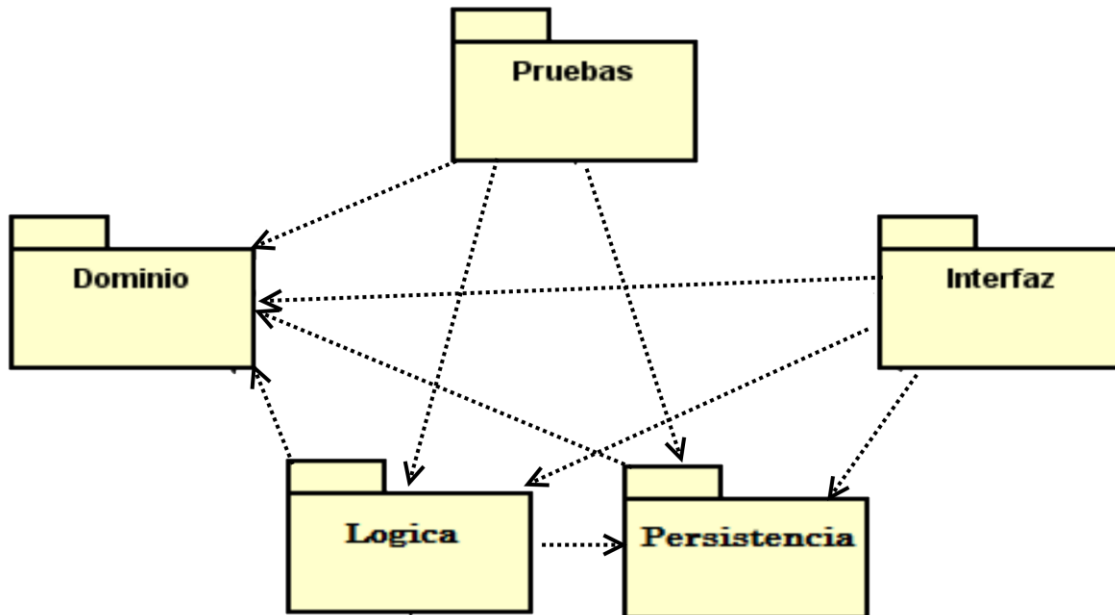 Pruebas
Dominio
Interfaz
Logica
Persistencia